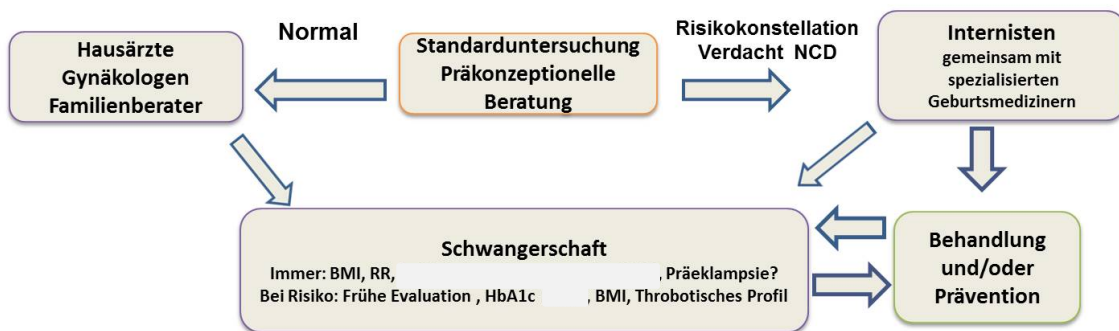 Hausärzte
Gynäkologen
Familienberater
Normal
Standarduntersuchung
Präkonzeptionelle
Beratung
Risikokonstellation
Verdacht NCD
Internisten
gemeinsam mit
spezialisierten
Geburtsmedizinern
Schwangerschaft
Immer: BMI, RR, , Präeklampsie?
Bei Risiko: Frühe Evaluation , HbA1c , BMI, Throbotisches Profil
Behandlung
und/oder
Prävention